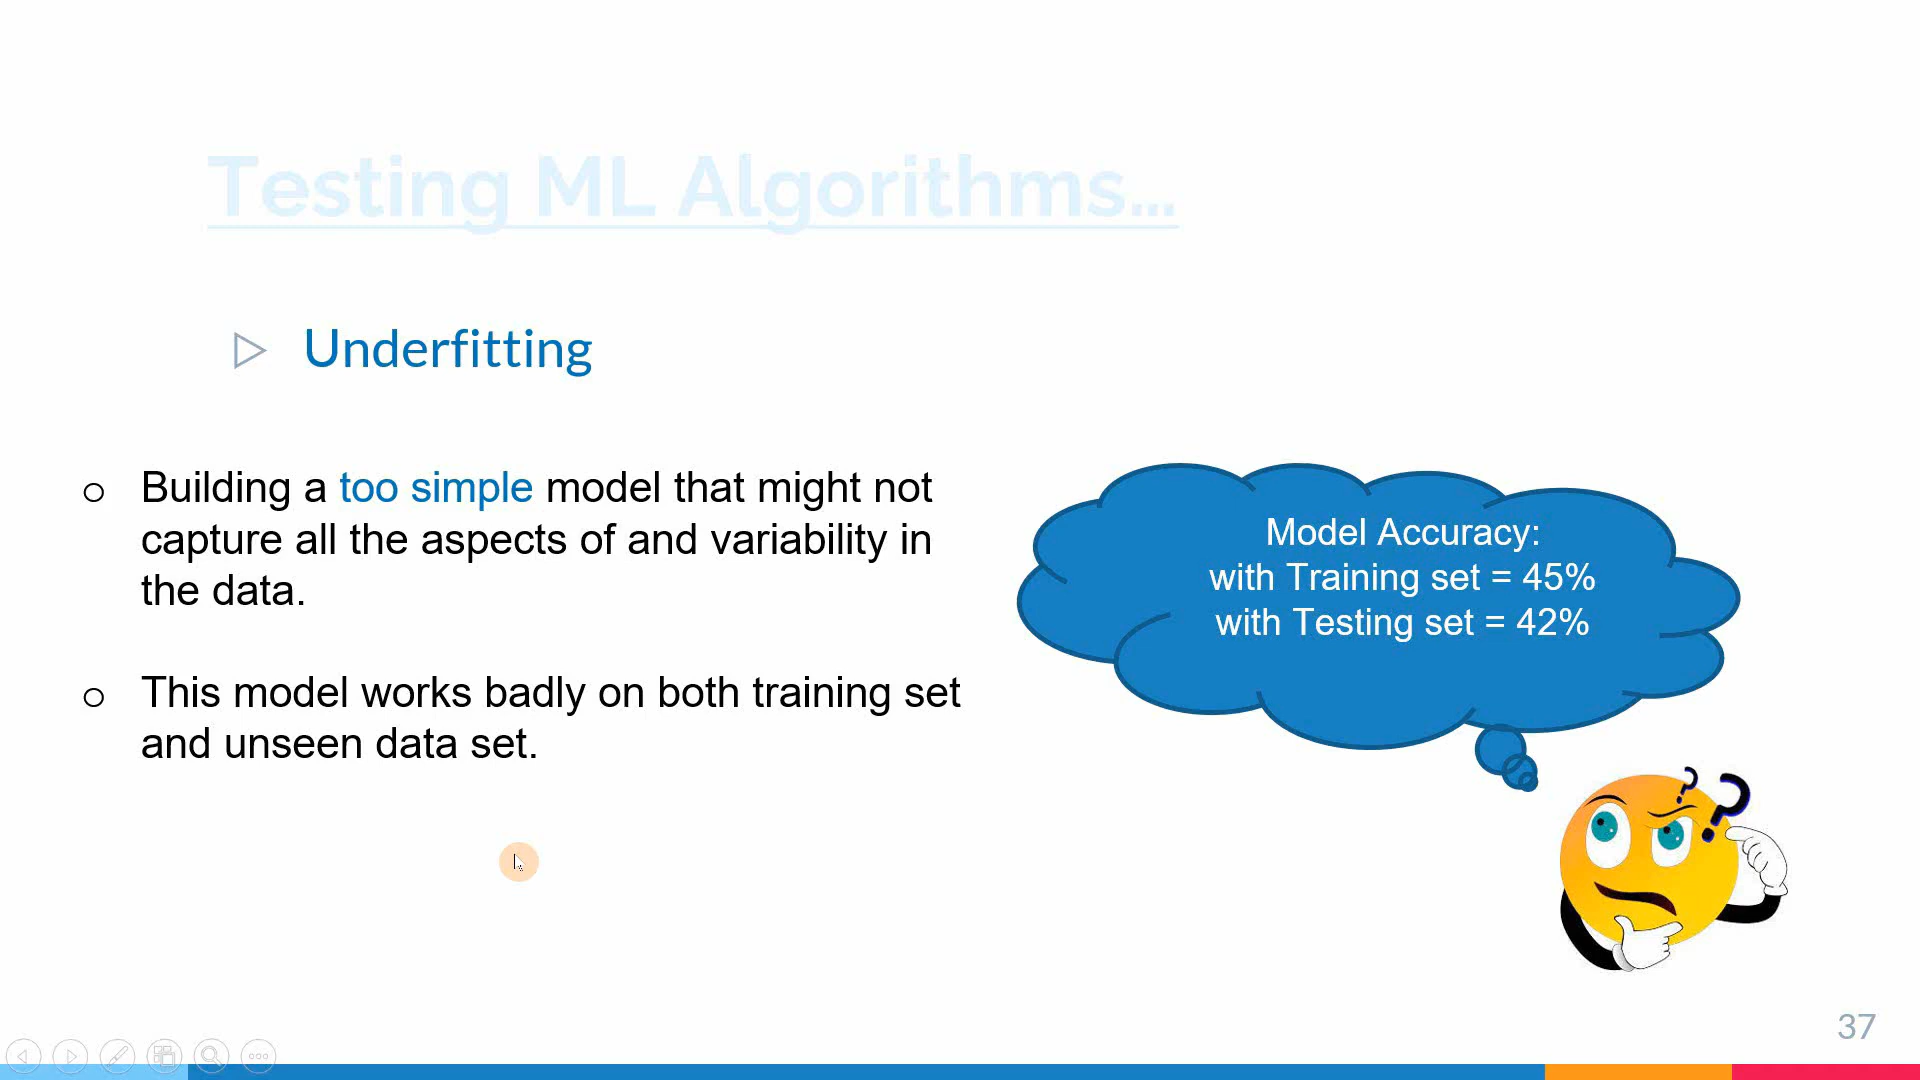 Testing ML Algorithms...
Underfitting
Building a too simple model that might not
capture all the aspects of and variability in
the data.
This model works badly on both training set
and unseen data set.
Model Accuracy:
with Training set = 45%
with Testing set = 42%
? ?
37